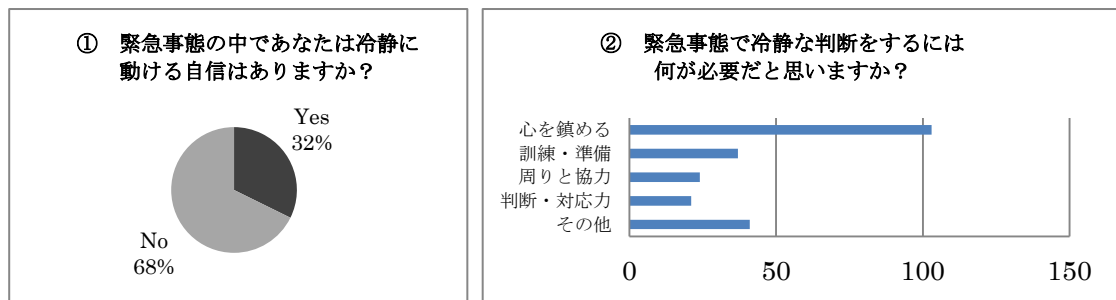 ① 緊急事態の中であなたは冷静に
動ける自信はありますか？
Yes
32%
No
68%
② 緊急事態で冷静な判断をするには
何が必要だと思いますか？
心を鎮める
訓練・準備
周りと協力
判断・対応力
その他
0 50 100 150